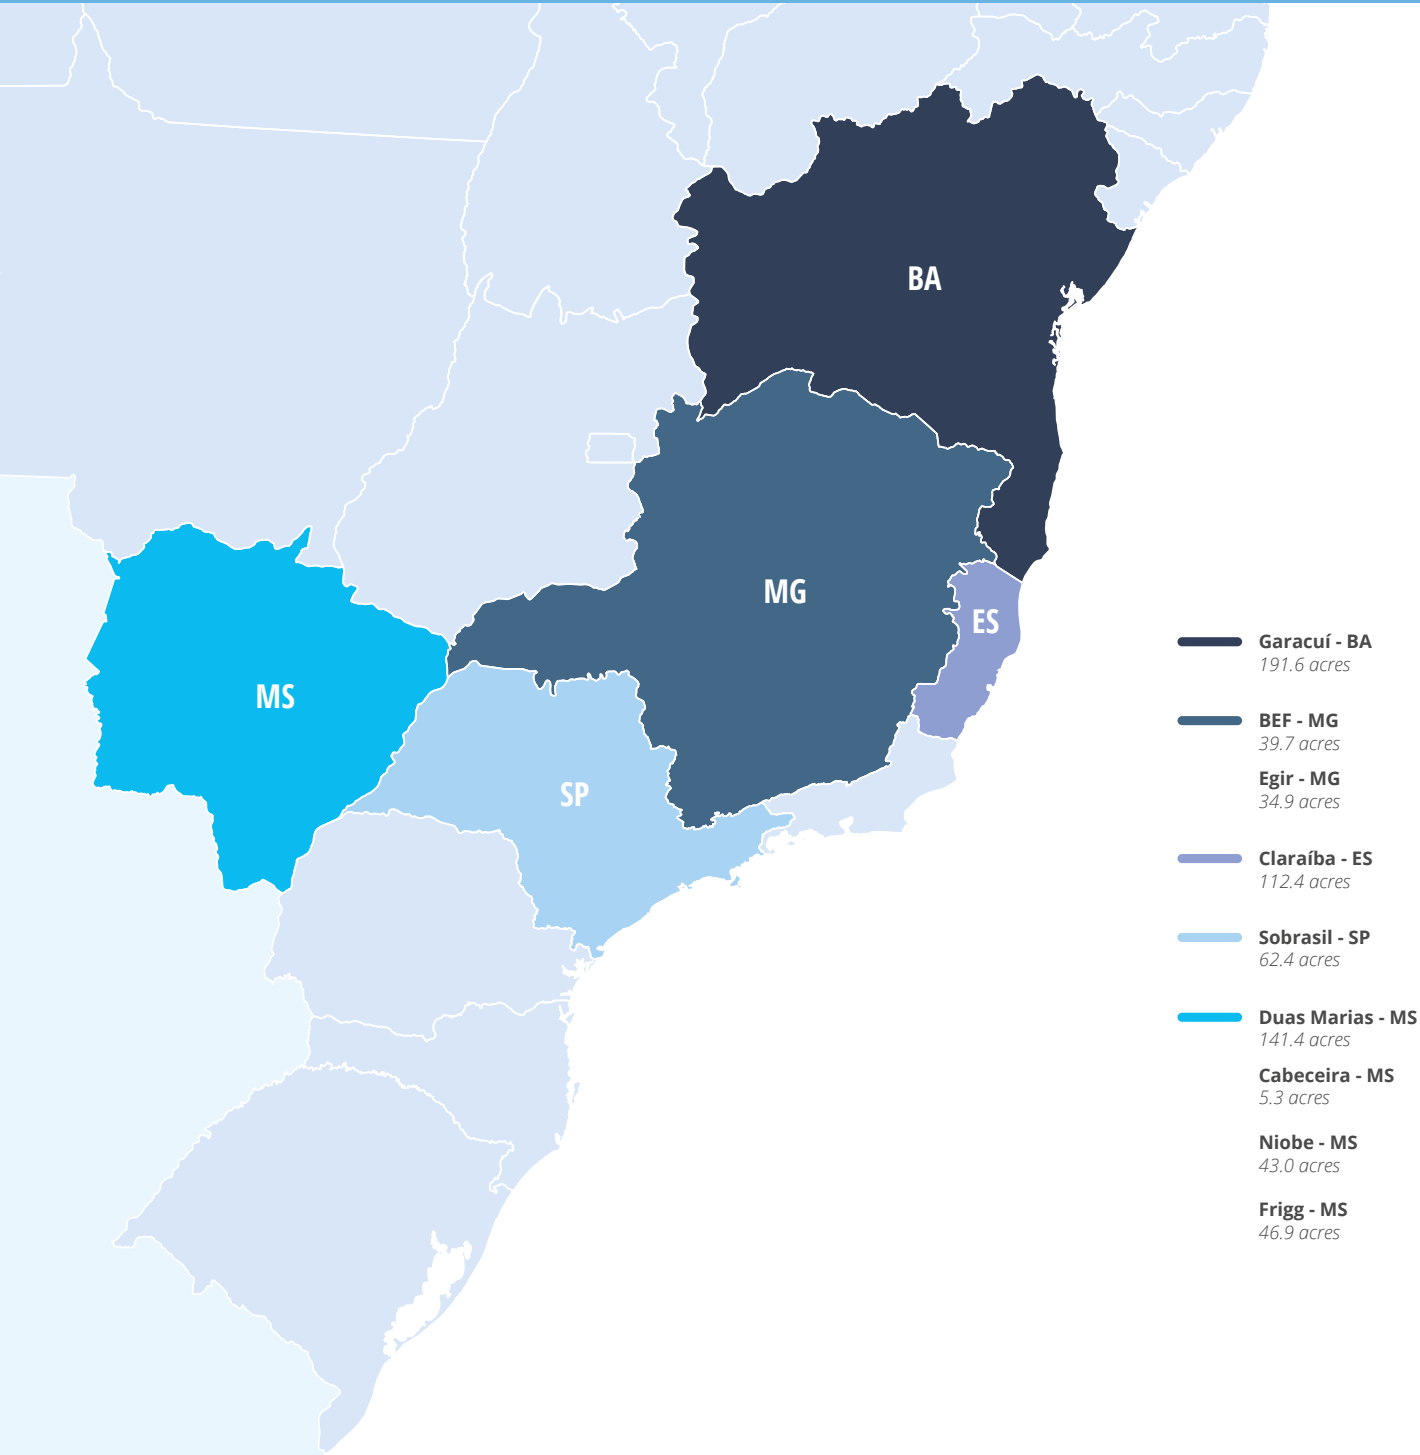 BA
MG
ES
MS
SP
Garacuí - BA
191.6 acres
BEF - MG
39.7 acres
Egir - MG
34.9 acres
Claraíba - ES
112.4 acres
Sobrasil - SP
62.4 acres
Duas Marias - MS
141.4 acres
Cabeceira - MS
5.3 acres
Niobe - MS
43.0 acres
Frigg - MS
46.9 acres